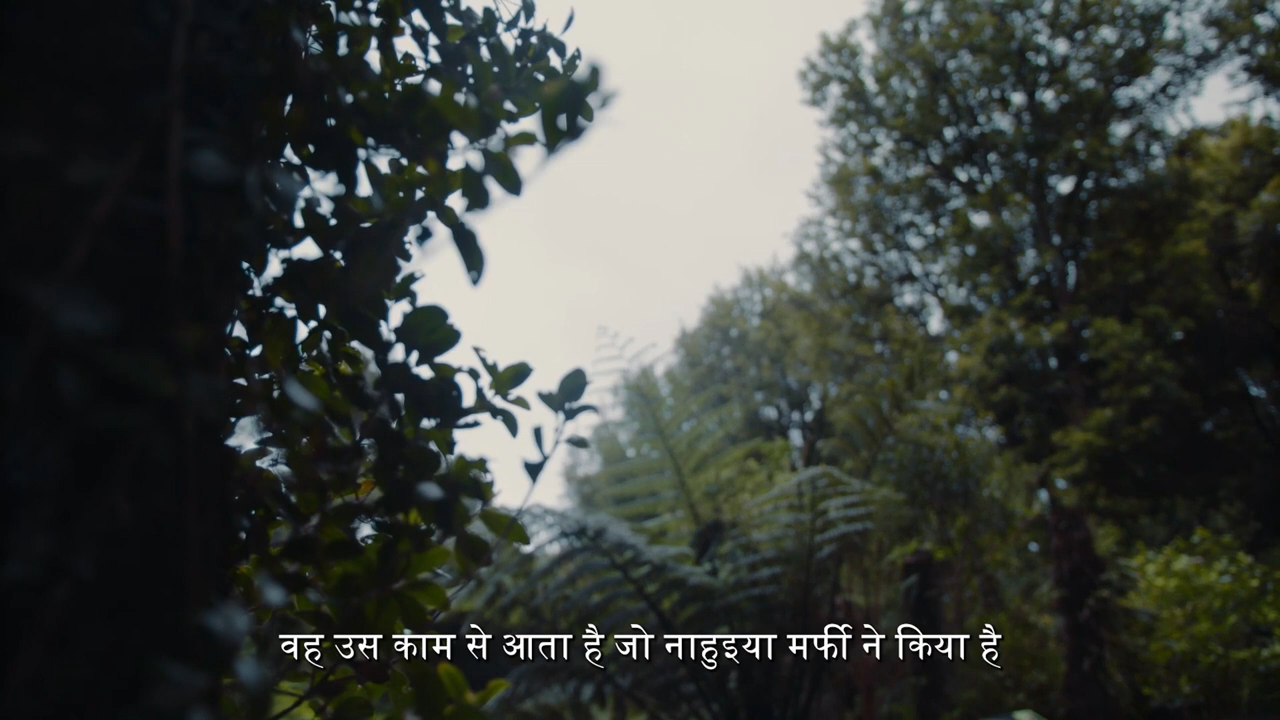 वह उस काम से आता है जो नाहुइया मर्फी ने किया है